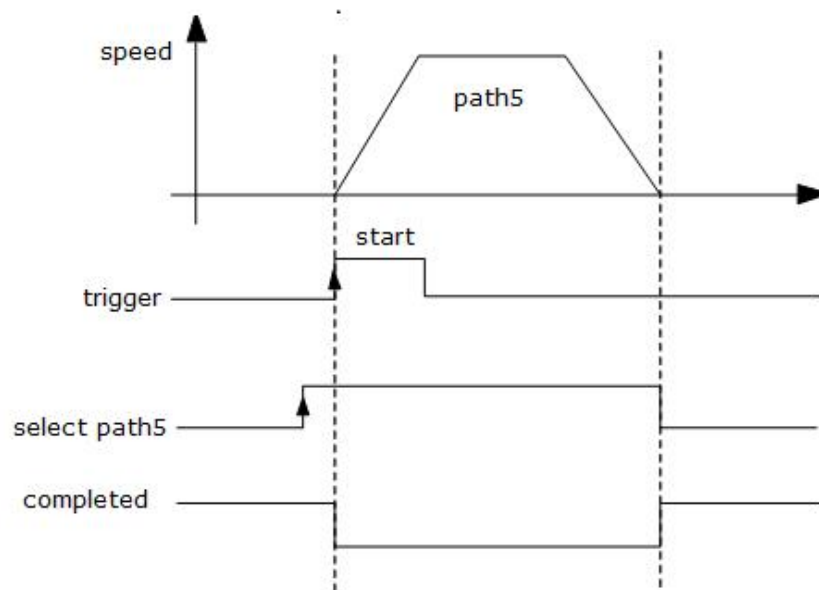 speed
path5
start
trigger
select path5
completed